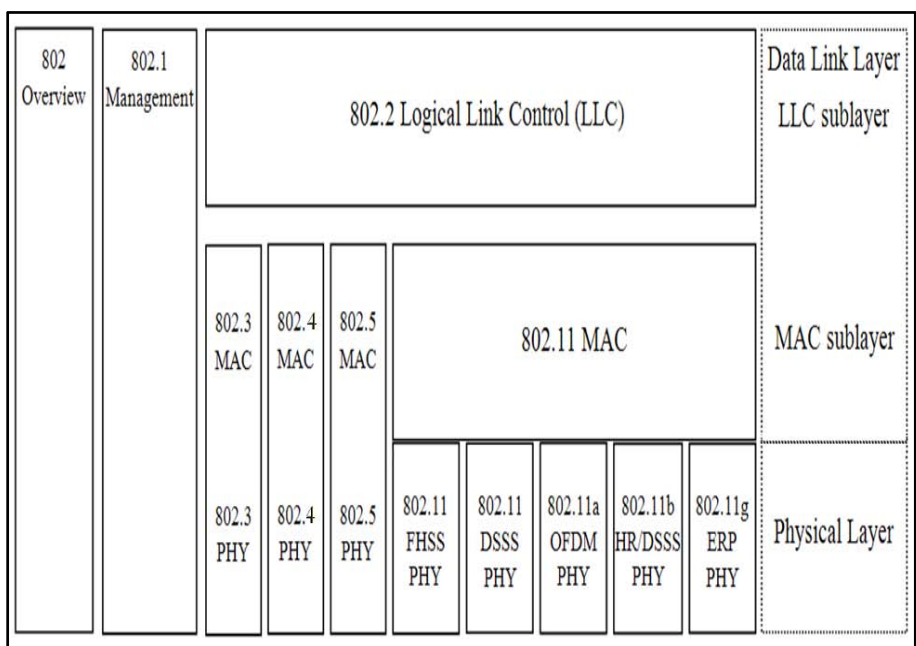 802
Overview
802.1
Management
802.2 Logical Link Control (LLC)
Data Link Layer
LLC sublayer
802.3
MAC
802.4
MAC
802.5
MAC
802.11 MAC
MAC sublayer
802.3
PHY
802.4
PHY
802.5
PHY
802.11
FHSS
PHY
802.11
DSSS
PHY
802.11a
OFDM
PHY
802.11b
HR/DSSS
PHY
802.11g
ERP
PHY
Physical Layer